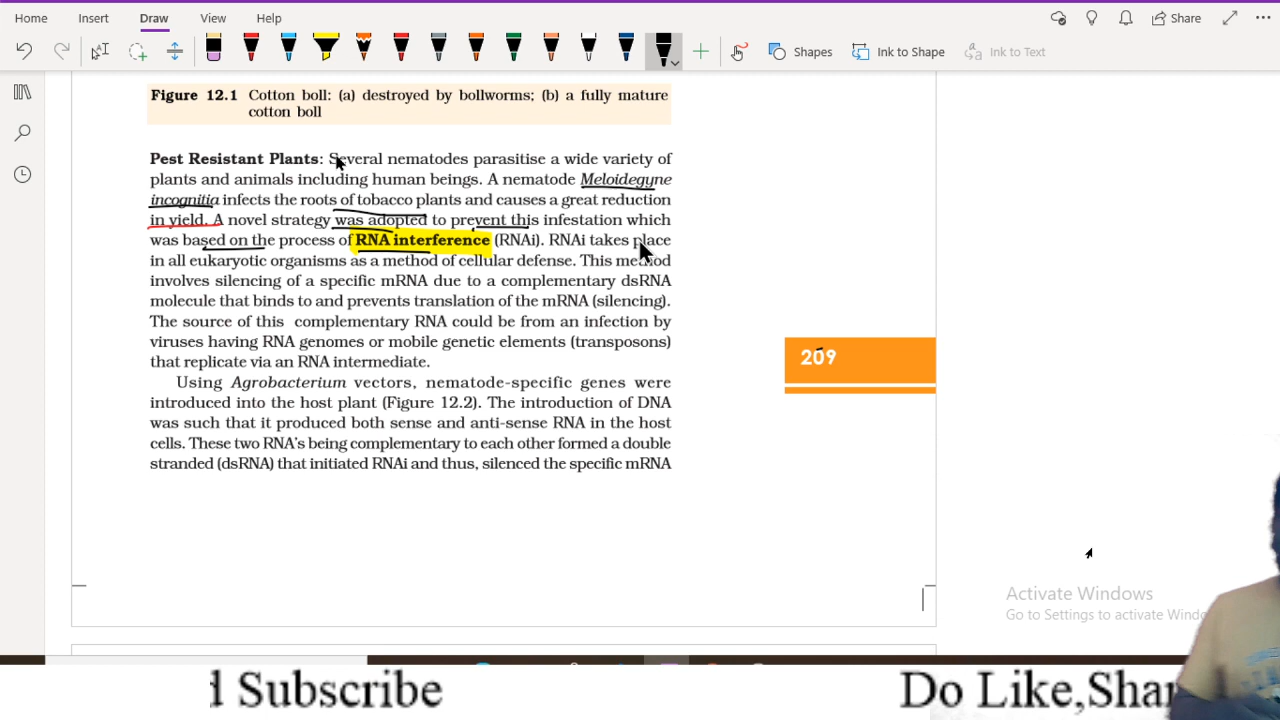 Home Insert Draw View Help Share
Shapes Ink to Shape Ink to Text
Figure 12.1 Cotton boll: (a) destroyed by bollworms; (b) a fully mature
cotton boll
Pest Resistant Plants: Several nematodes parasitise a wide variety of
plants and animals including human beings. A nematode Meloidegyne
incognitia infects the roots of tobacco plants and causes a great reduction
in yield. A novel strategy was adopted to prevent this infestation which
was based on the process of RNA interference (RNAi). RNAi takes place
in all eukaryotic organisms as a method of cellular defense. This method
involves silencing of a specific mRNA due to a complementary dsRNA
molecule that binds to and prevents translation of the mRNA (silencing).
The source of this complementary RNA could be from an infection by
viruses having RNA genomes or mobile genetic elements (transposons)
that replicate via an RNA intermediate.
209
Using Agrobacterium vectors, nematode-specific genes were
introduced into the host plant (Figure 12.2). The introduction of DNA
was such that it produced both sense and anti-sense RNA in the host
cells. These two RNA's being complementary to each other formed a double
stranded (dsRNA) that initiated RNAi and thus, silenced the specific mRNA
Activate Windows
Go to Settings to activate Windo
d Subscribe Do Like,Shar